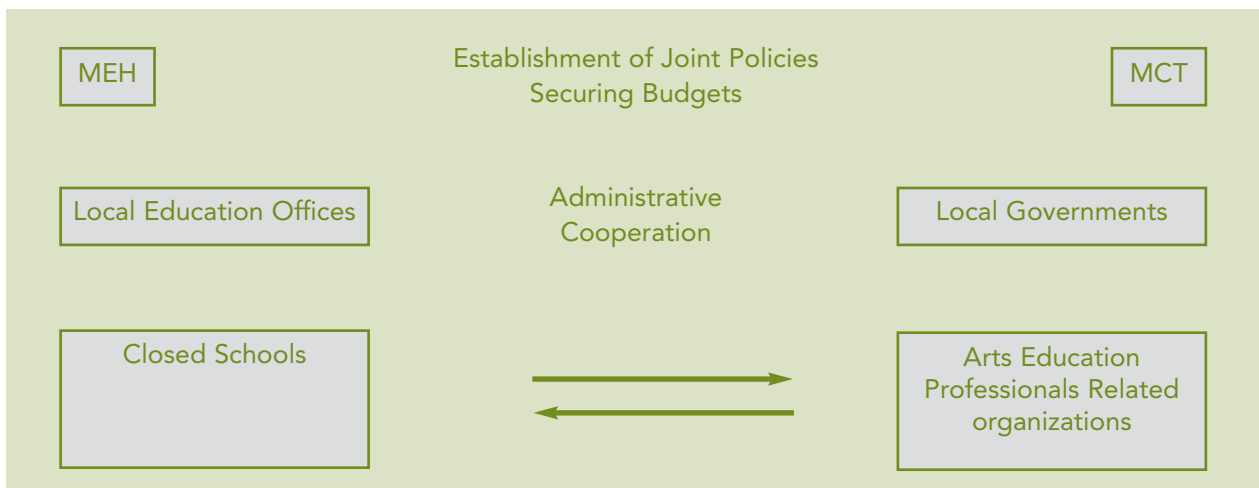 MEH
Establishment of Joint Policies
Securing Budgets
MCT
Local Education Offices
Administrative
Cooperation
Local Governments
Closed Schools
Arts Education
Professionals Related
organizations